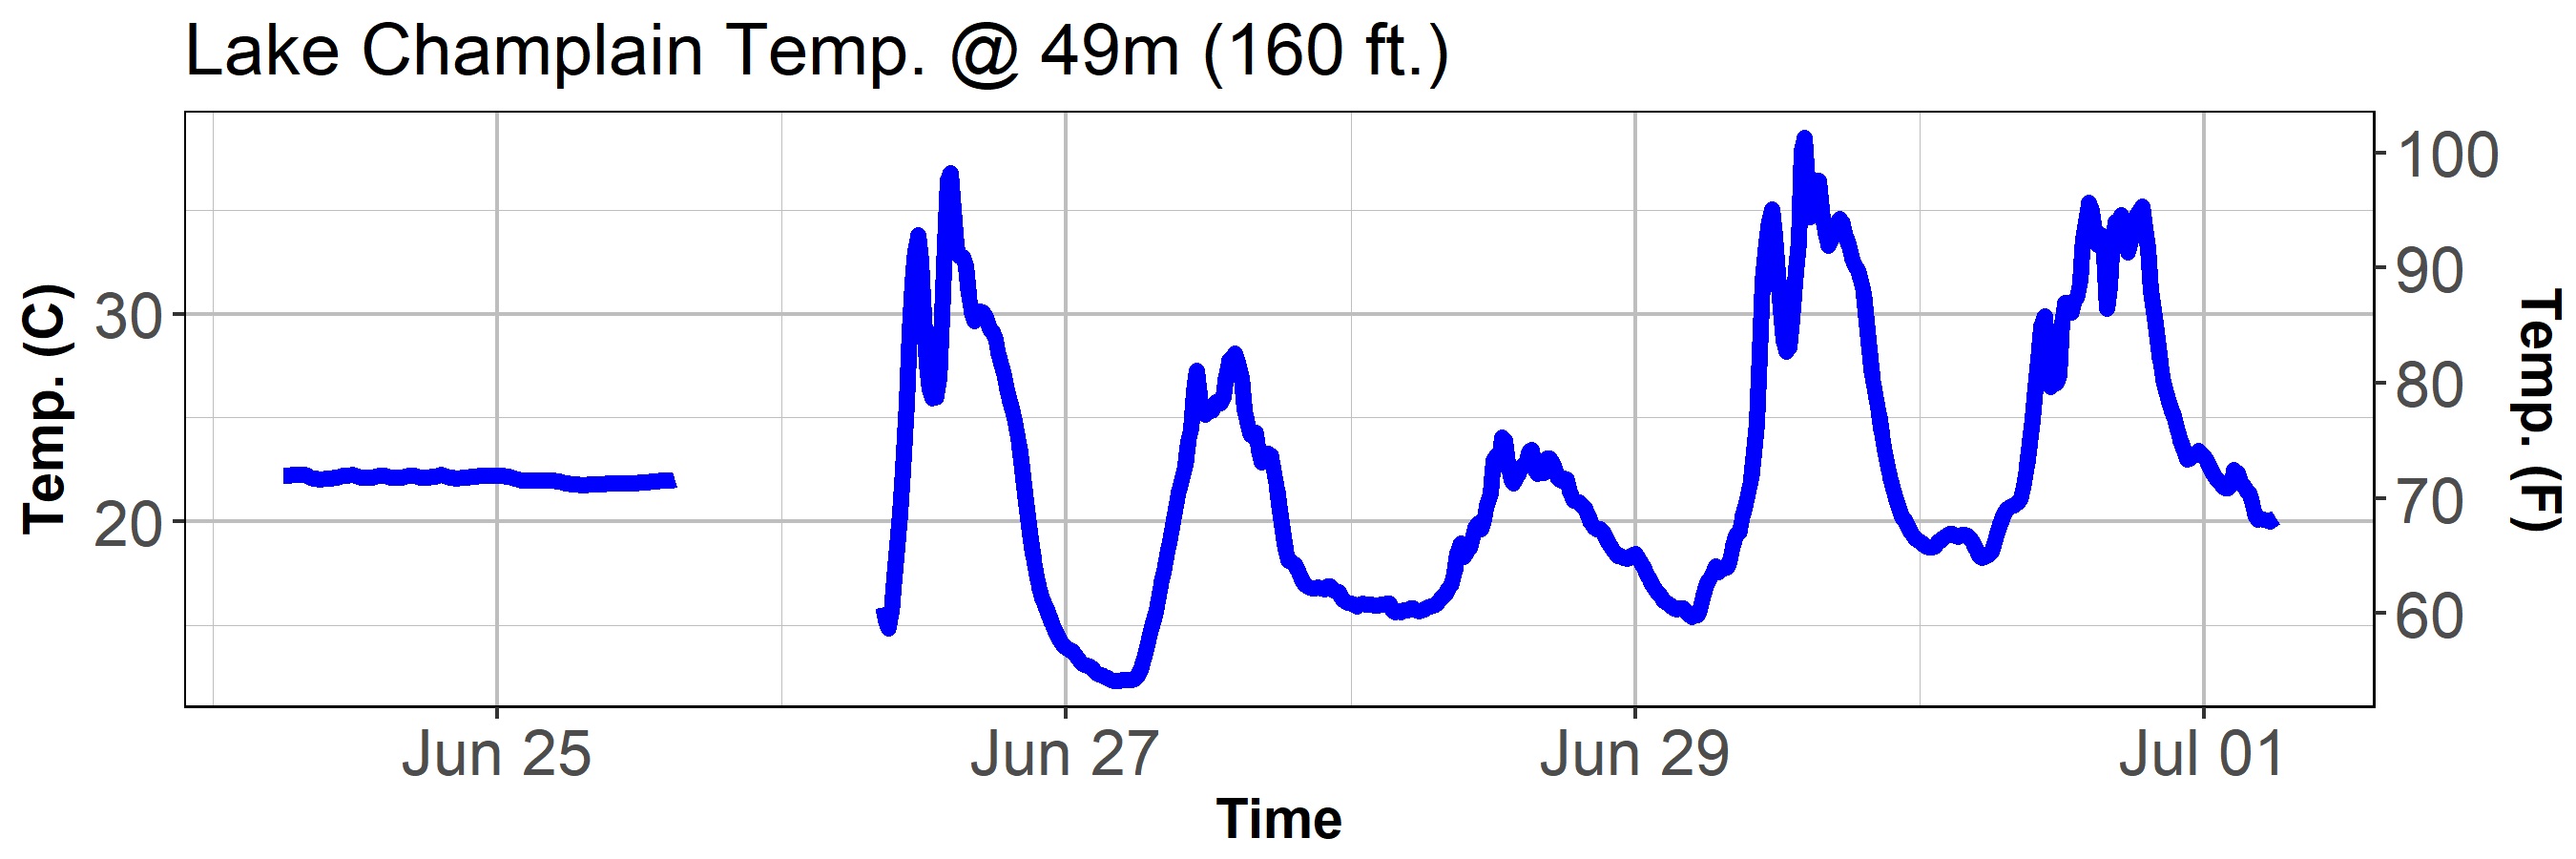 Lake Champlain Temp. @ 49m (160 ft.)
Temp. (C)
30
20
100
90
80
70
60
Temp. (F)
Jun 25
Jun 27
Jun 29
Jul 01
Time